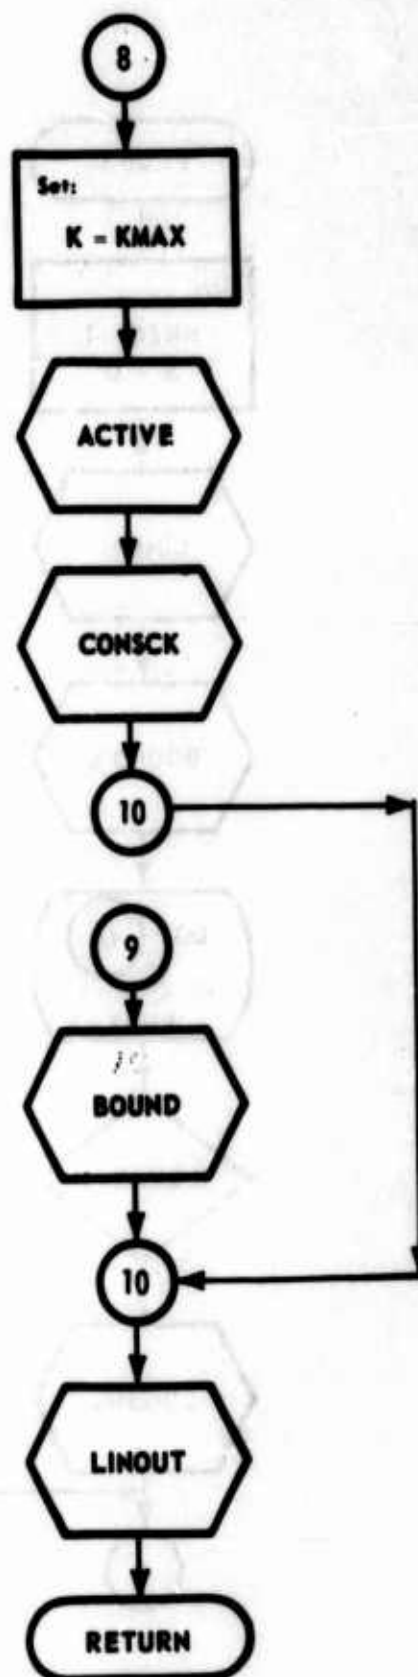 8
Set:
K = KMAX
ACTIVE
CONSCK
10
9
BOUND
10
LINOUT
RETURN